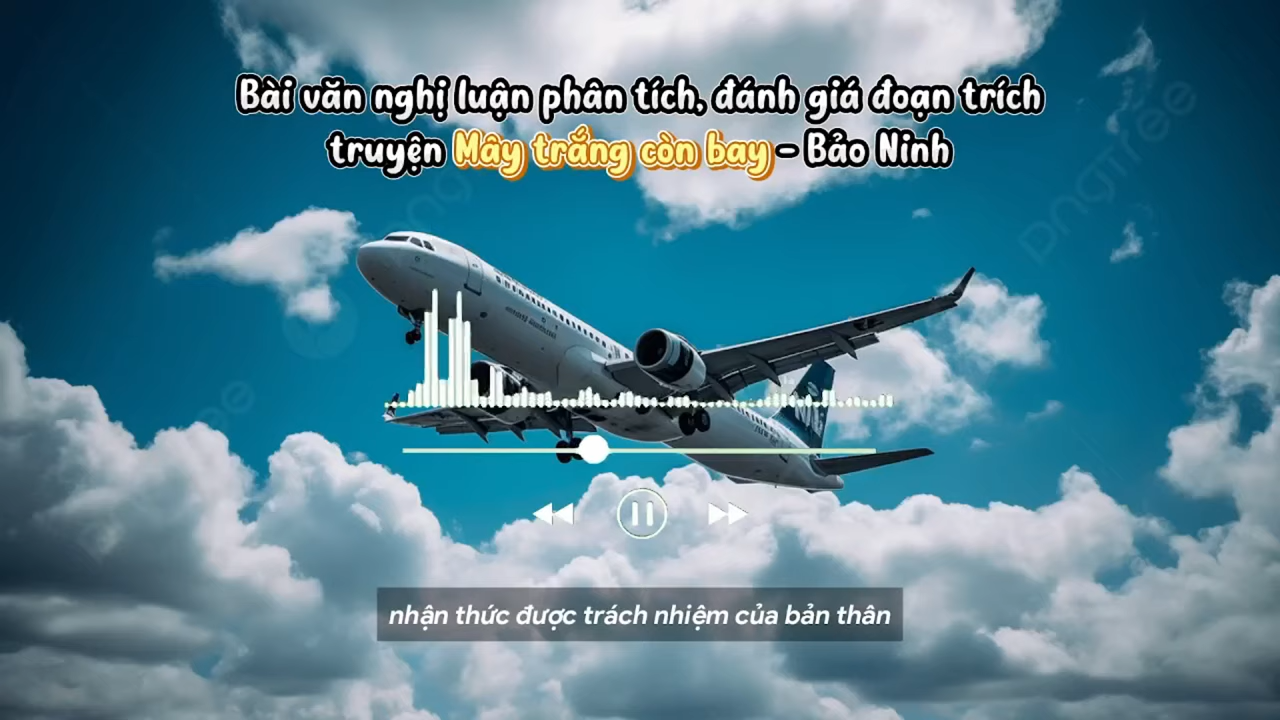 Bài văn nghị luận phân tích, đánh giá đoạn trích
truyện Mây trắng còn bay - Bảo Ninh
nhận thức được trách nhiệm của bản thân